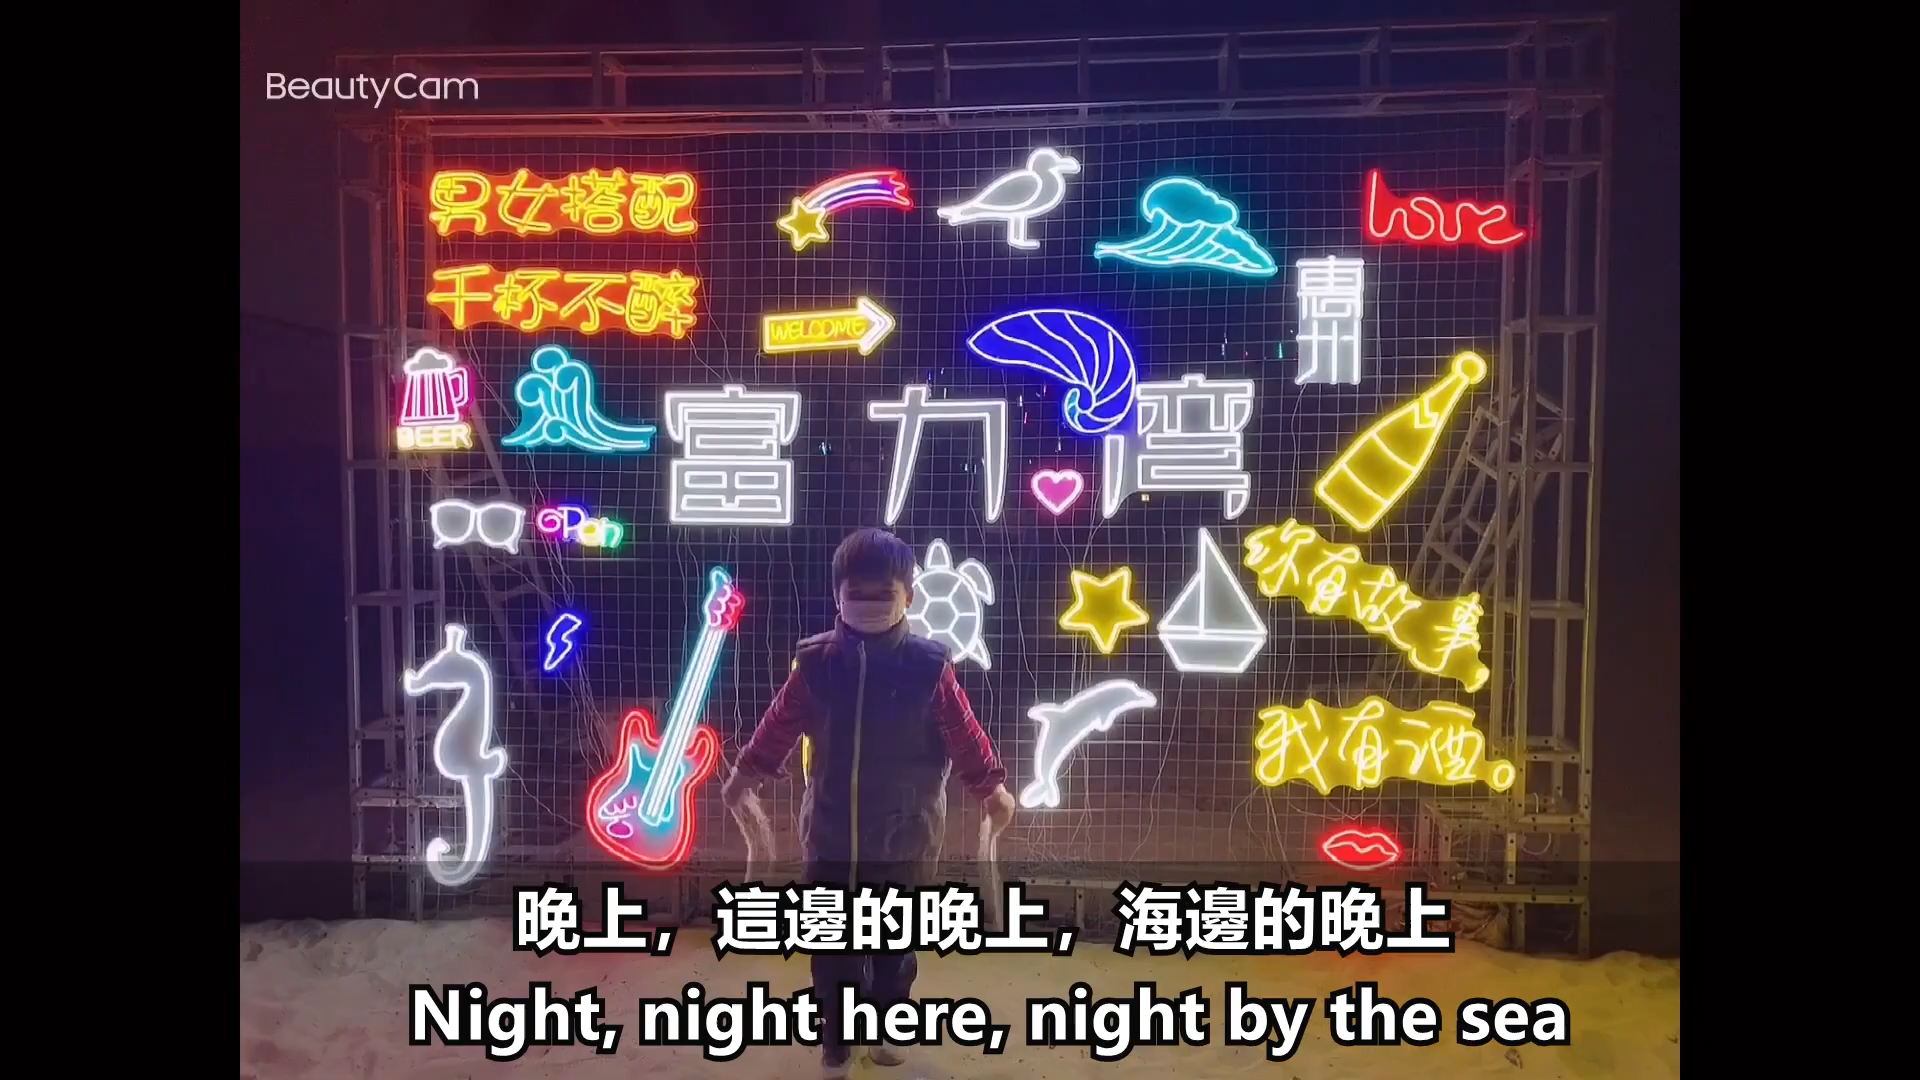 BeautyCam
男女搭配
千杯不醉
love
WELCOME
惠州
BEER
富力湾
OPEN
你有故事
我有酒。
晚上，這邊的晚上，海邊的晚上
Night, night here, night by the sea